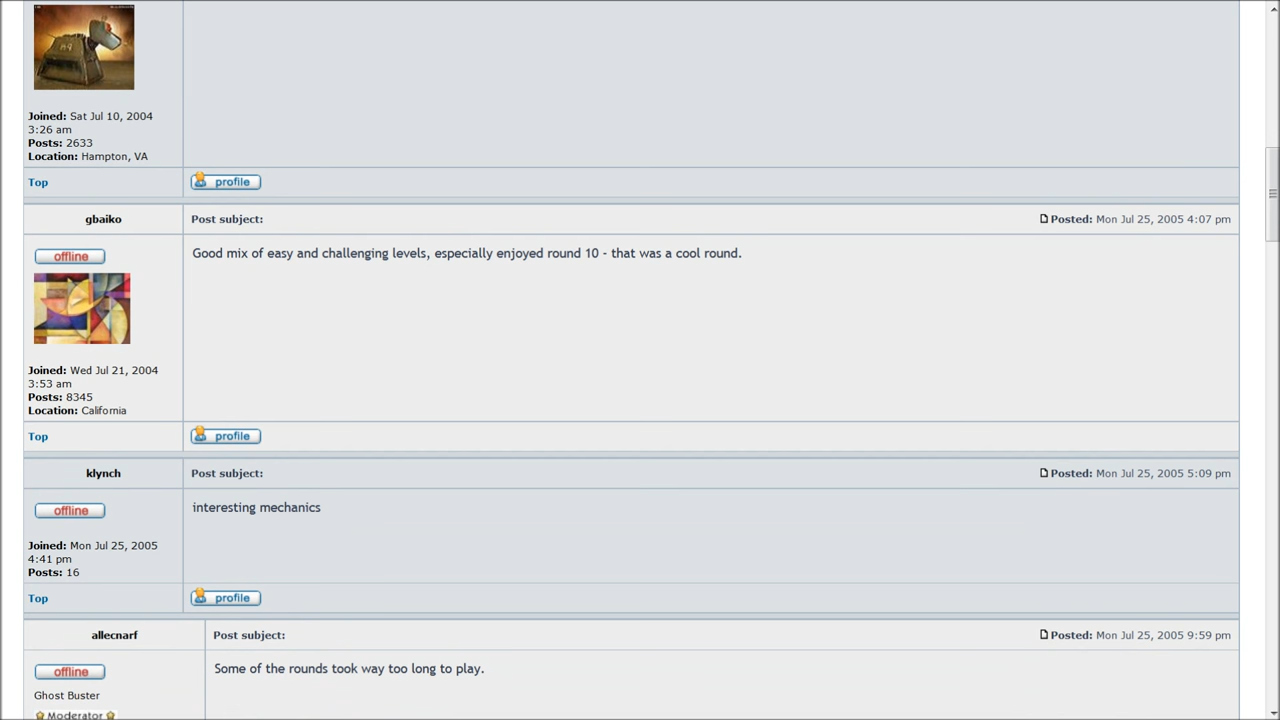 Joined: Sat Jul 10, 2004
3:26 am
Posts: 2633
Location: Hampton, VA
Top
profile
gbaiko
Post subject:
Posted: Mon Jul 25, 2005 4:07 pm
offline
Good mix of easy and challenging levels, especially enjoyed round 10 - that was a cool round.
Joined: Wed Jul 21, 2004
3:53 am
Posts: 8345
Location: California
Top
profile
klynch
Post subject:
Posted: Mon Jul 25, 2005 5:09 pm
offline
interesting mechanics
Joined: Mon Jul 25, 2005
4:41 pm
Posts: 16
Top
profile
allecnarf
Post subject:
Posted: Mon Jul 25, 2005 9:59 pm
offline
Some of the rounds took way too long to play.
Ghost Buster
Moderator